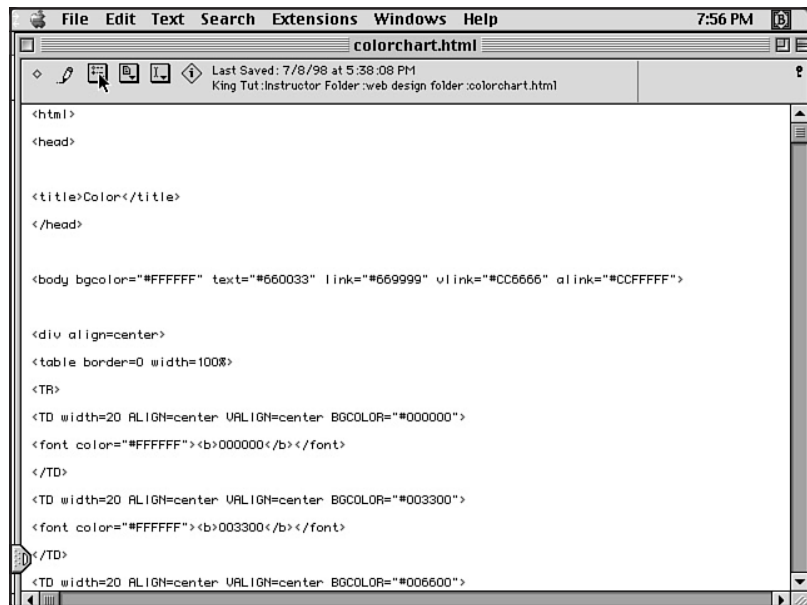 File Edit Text Search Extensions Windows Help 7:56 PM
colorchart.html
Last Saved: 7/8/98 at 5:38:08 PM
King Tut:Instructor Folder:web design folder:colorchart.html
<html>
<head>
<title>Color</title>
</head>
<body bgcolor="#FFFFFF" text="#660033" link="#669999" vlink="#CC6666" alink="#CCFFFFF">
<div align=center>
<table border=0 width=100%>
<TR>
<TD width=20 ALIGN=center VALIGN=center BGCOLOR="#000000">
<font color="#FFFFFF"><b>000000</b></font>
</TD>
<TD width=20 ALIGN=center VALIGN=center BGCOLOR="#003300">
<font color="#FFFFFF"><b>003300</b></font>
</TD>
<TD width=20 ALIGN=center VALIGN=center BGCOLOR="#006600">